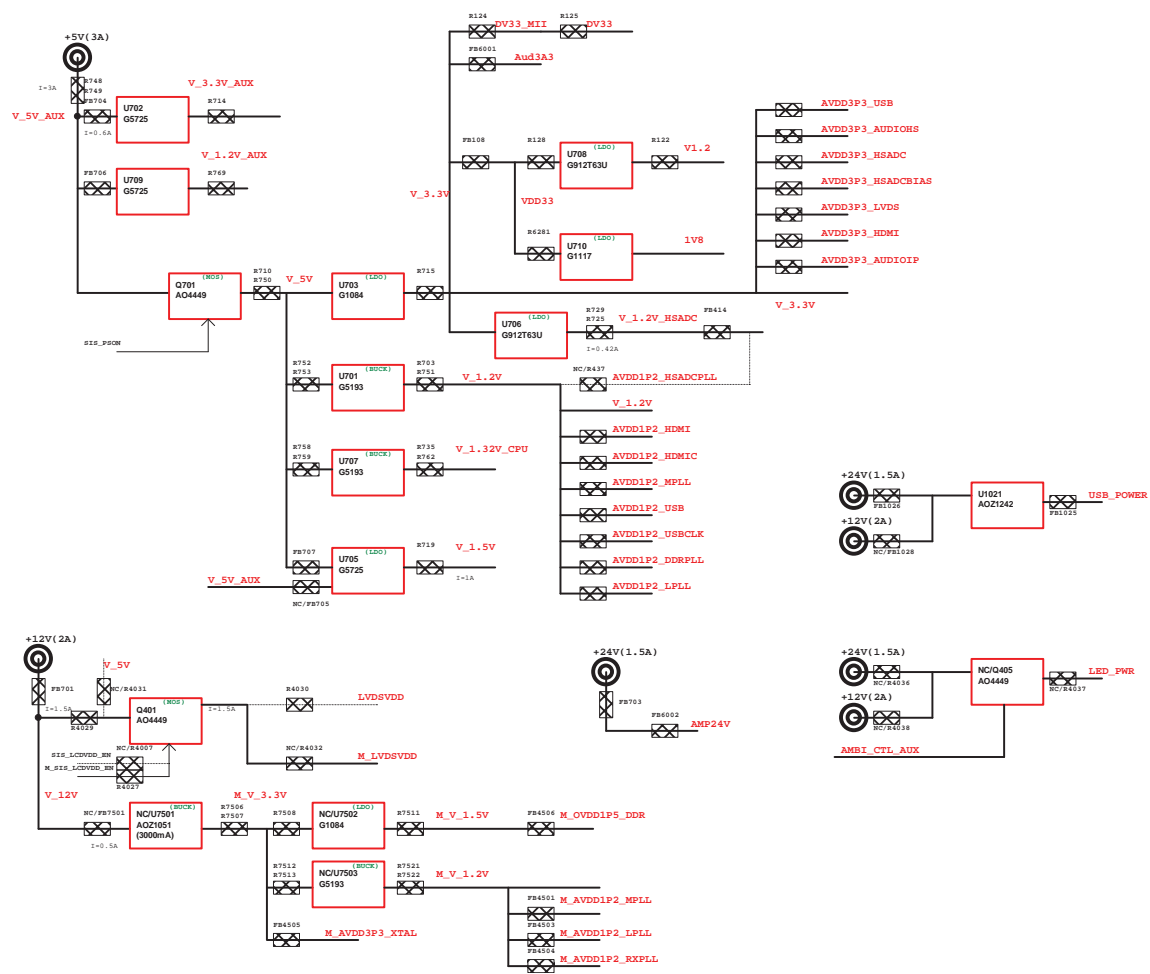 +5V(3A)
I=3A
R748
R749
FB704
V_5V_AUX
I=0.6A
U702
G5725
V_3.3V_AUX
R714
FB706
U709
G5725
V_1.2V_AUX
R769
(MOS)
Q701
AO4449
SIS_PSON
R710
R750
V_5V
(LDO)
U703
G1084
R715
V_3.3V
R124
DV33_MII
R125
DV33
FB6001
Aud3A3
FB108
VDD33
R128
(LDO)
U708
G912T63U
R122
V1.2
R6281
(LDO)
U710
G1117
1V8
AVDD3P3_USB
AVDD3P3_AUDIOHS
AVDD3P3_HSADC
AVDD3P3_HSADCBIAS
AVDD3P3_LVDS
AVDD3P3_HDMI
AVDD3P3_AUDIOIP
V_3.3V
(LDO)
U706
G912T63U
R729
R725
I=0.42A
V_1.2V_HSADC
FB414
R752
R753
(BUCK)
U701
G5193
R703
R751
V_1.2V
NC/R437
AVDD1P2_HSADCPLL
V_1.2V
AVDD1P2_HDMI
AVDD1P2_HDMIC
AVDD1P2_MPLL
AVDD1P2_USB
AVDD1P2_USBCLK
AVDD1P2_DDRPLL
AVDD1P2_LPLL
R758
R759
(BUCK)
U707
G5193
R735
R762
V_1.32V_CPU
FB707
V_5V_AUX
NC/FB705
(LDO)
U705
G5725
R719
V_1.5V
I=1A
+24V(1.5A)
FB1026
+12V(2A)
NC/FB1028
U1021
AOZ1242
FB1025
USB_POWER
+12V(2A)
FB701
I=1.5A
V_5V
NC/R4031
R4029
(MOS)
Q401
AO4449
I=1.5A
R4030
LVDSVDD
NC/R4032
M_LVDSVDD
NC/R4007
SIS_LCDVDD_EN
M_SIS_LCDVDD_EN
R4027
V_12V
NC/FB7501
I=0.5A
(BUCK)
NC/U7501
AOZ1051
(3000mA)
R7506
R7507
M_V_3.3V
R7508
(LDO)
NC/U7502
G1084
R7511
M_V_1.5V
FB4506
M_OVDD1P5_DDR
R7512
R7513
(BUCK)
NC/U7503
G5193
R7521
R7522
M_V_1.2V
FB4501
M_AVDD1P2_MPLL
FB4503
M_AVDD1P2_LPLL
FB4504
M_AVDD1P2_RXPLL
FB4505
M_AVDD3P3_XTAL
+24V(1.5A)
FB703
FB6002
AMP24V
+24V(1.5A)
NC/R4036
+12V(2A)
NC/R4038
NC/Q405
AO4449
NC/R4037
LED_PWR
AMBI_CTL_AUX